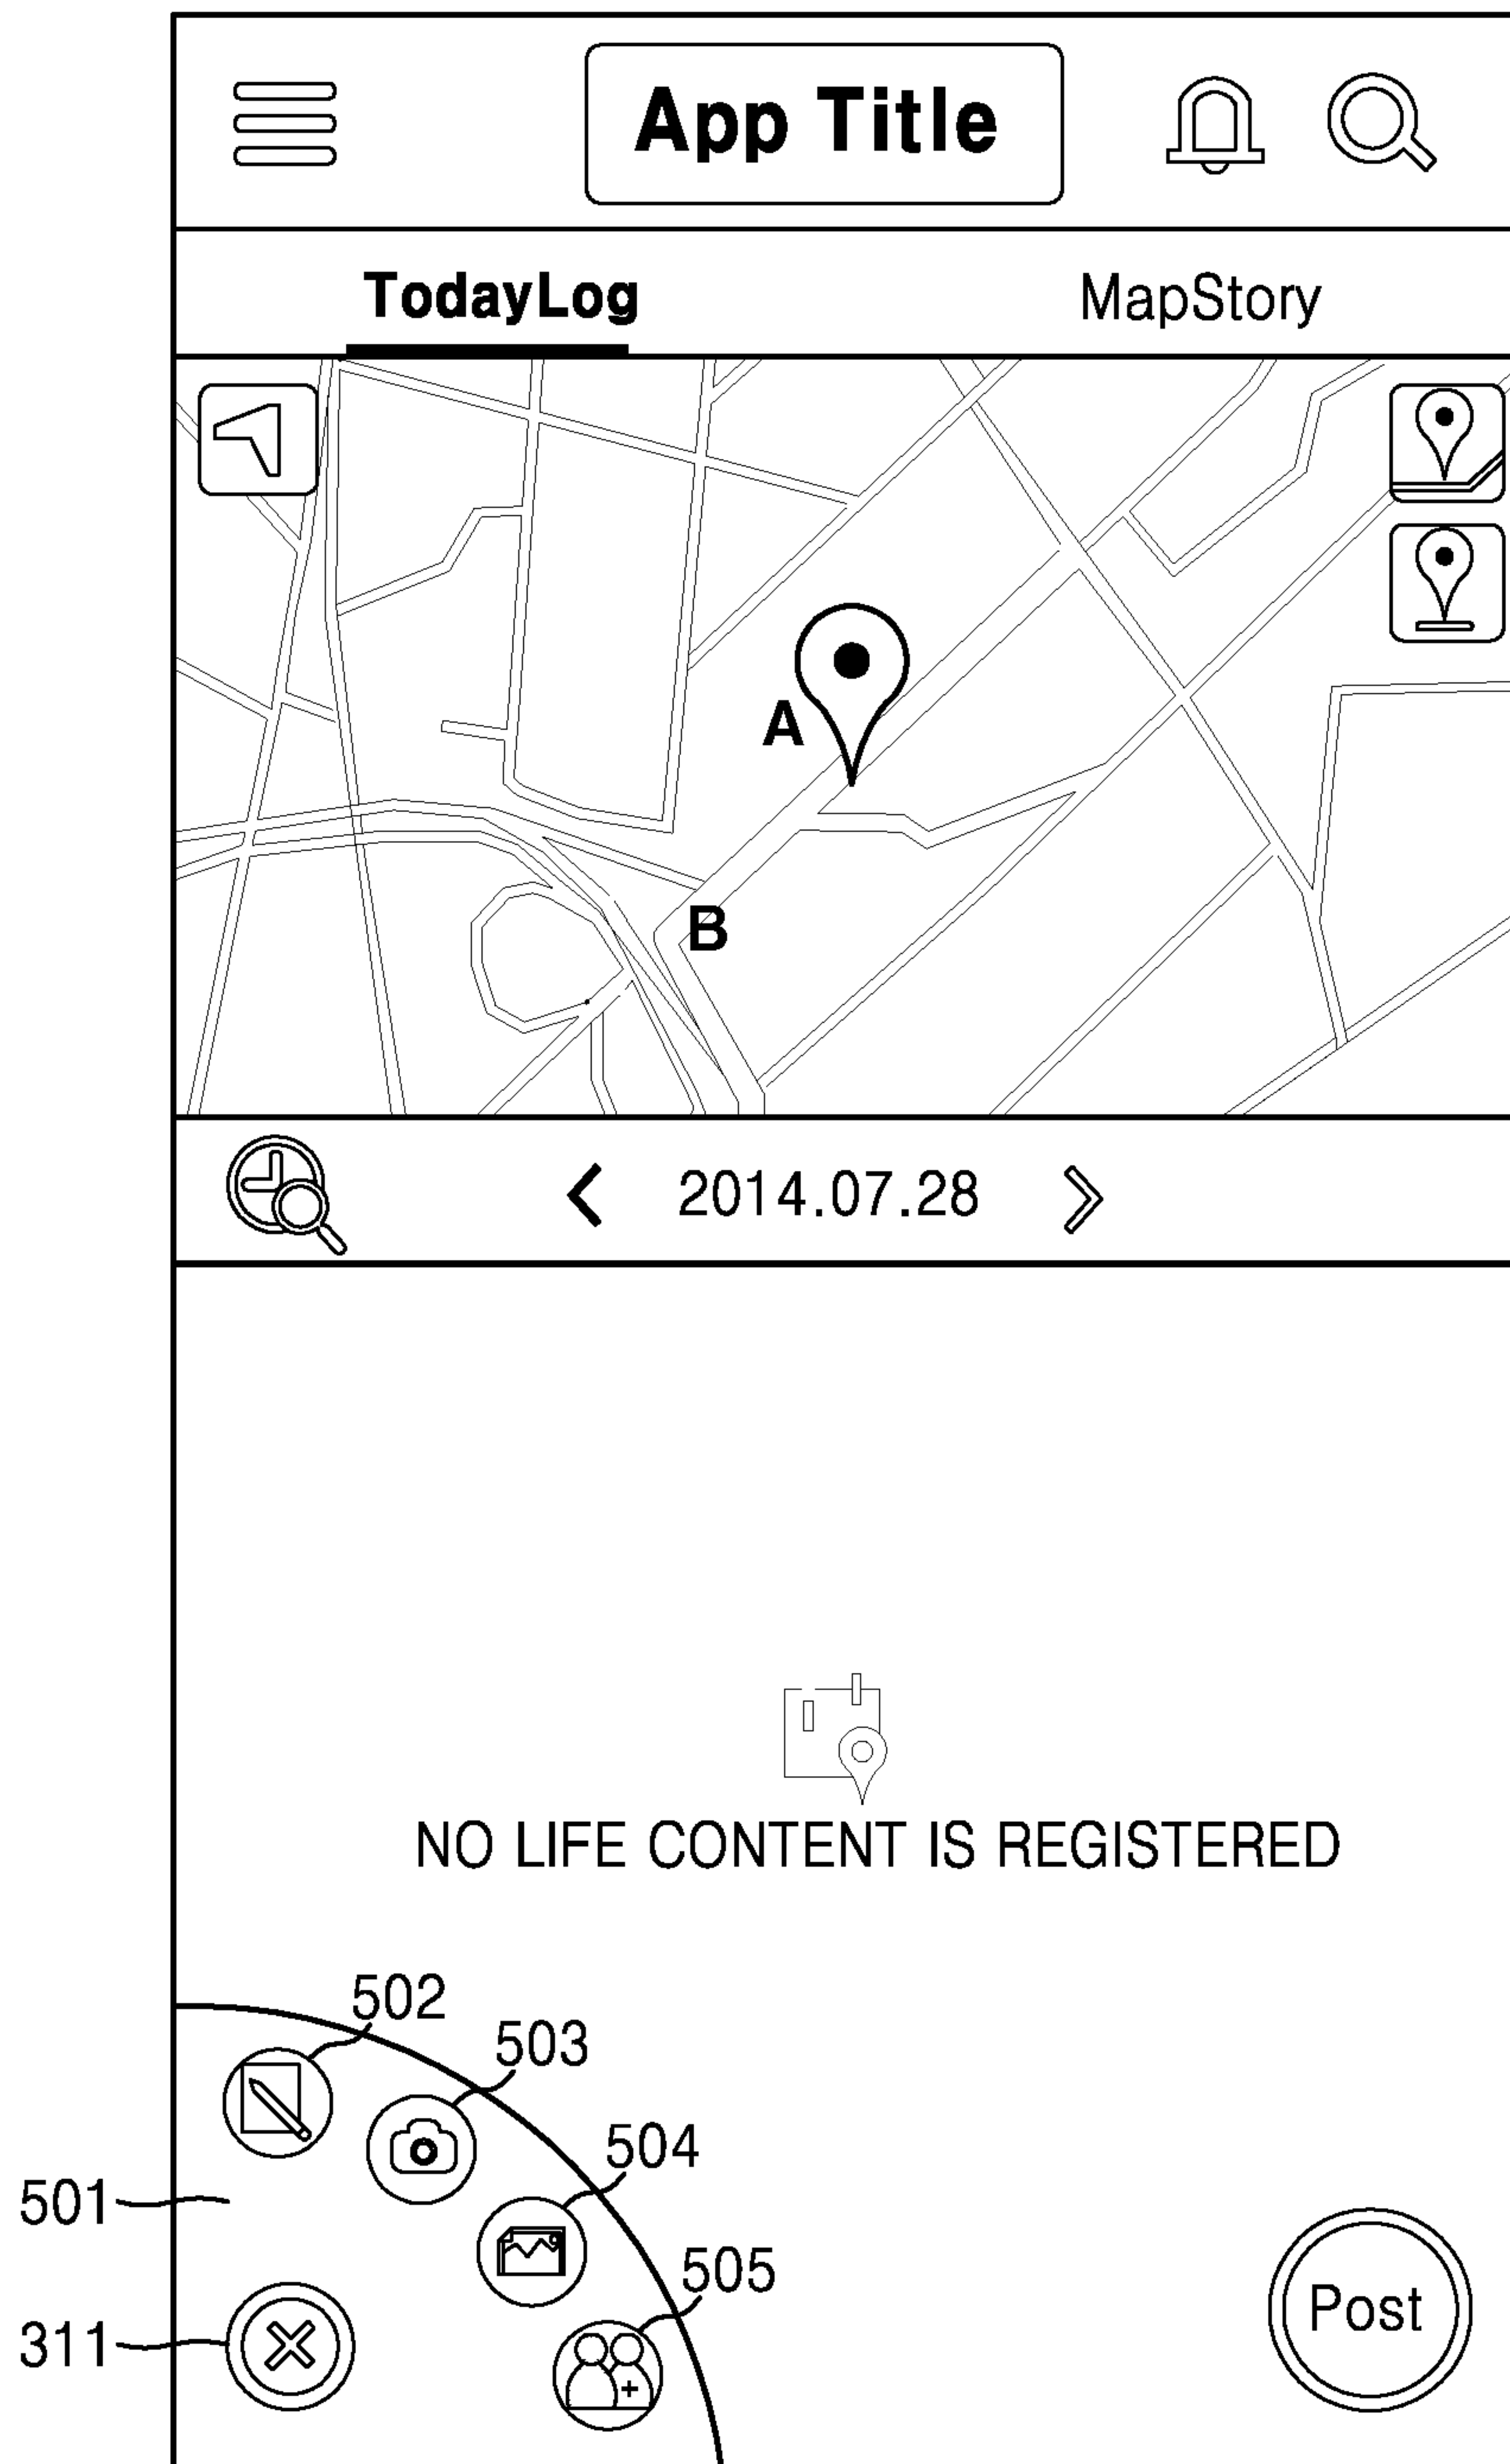 App Title
TodayLog
MapStory
A
B
2014.07.28
NO LIFE CONTENT IS REGISTERED
502
503
504
501
505
311
Post